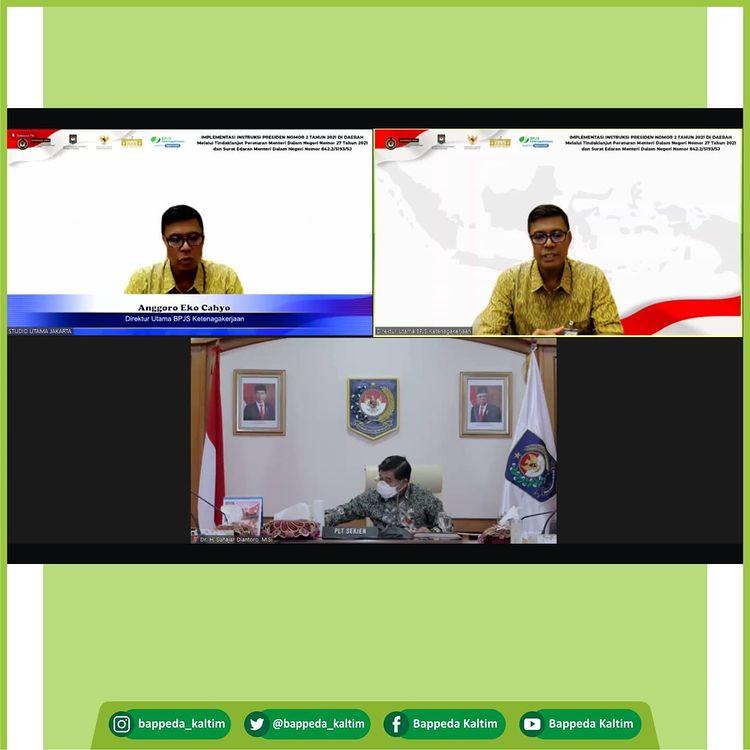 BPJS
Ketenagakerjaan
IMPLEMENTASI INSTRUKSI PRESIDEN NOMOR 2 TAHUN 2021 DI DAERAH
Melalui Tindaklanjut Peraturan Menteri Dalam Negeri Nomor 27 Tahun 2021
dan Surat Edaran Menteri Dalam Negeri Nomor 842.2/5193/SJ
Anggoro Eko Cahyo
Direktur Utama BPJS Ketenagakerjaan
STUDIO UTAMA JAKARTA
BPJS
Ketenagakerjaan
IMPLEMENTASI INSTRUKSI PRESIDEN NOMOR 2 TAHUN 2021 DI DAERAH
Melalui Tindaklanjut Peraturan Menteri Dalam Negeri Nomor 27 Tahun 2021
dan Surat Edaran Menteri Dalam Negeri Nomor 842.2/5193/SJ
Direktur Utama BPJS Ketenagakerjaan
PLT SEKJEN
Dr. H. Suhajar Diantoro, M.Si
bappeda_kaltim
@bappeda_kaltim
Bappeda Kaltim
Bappeda Kaltim